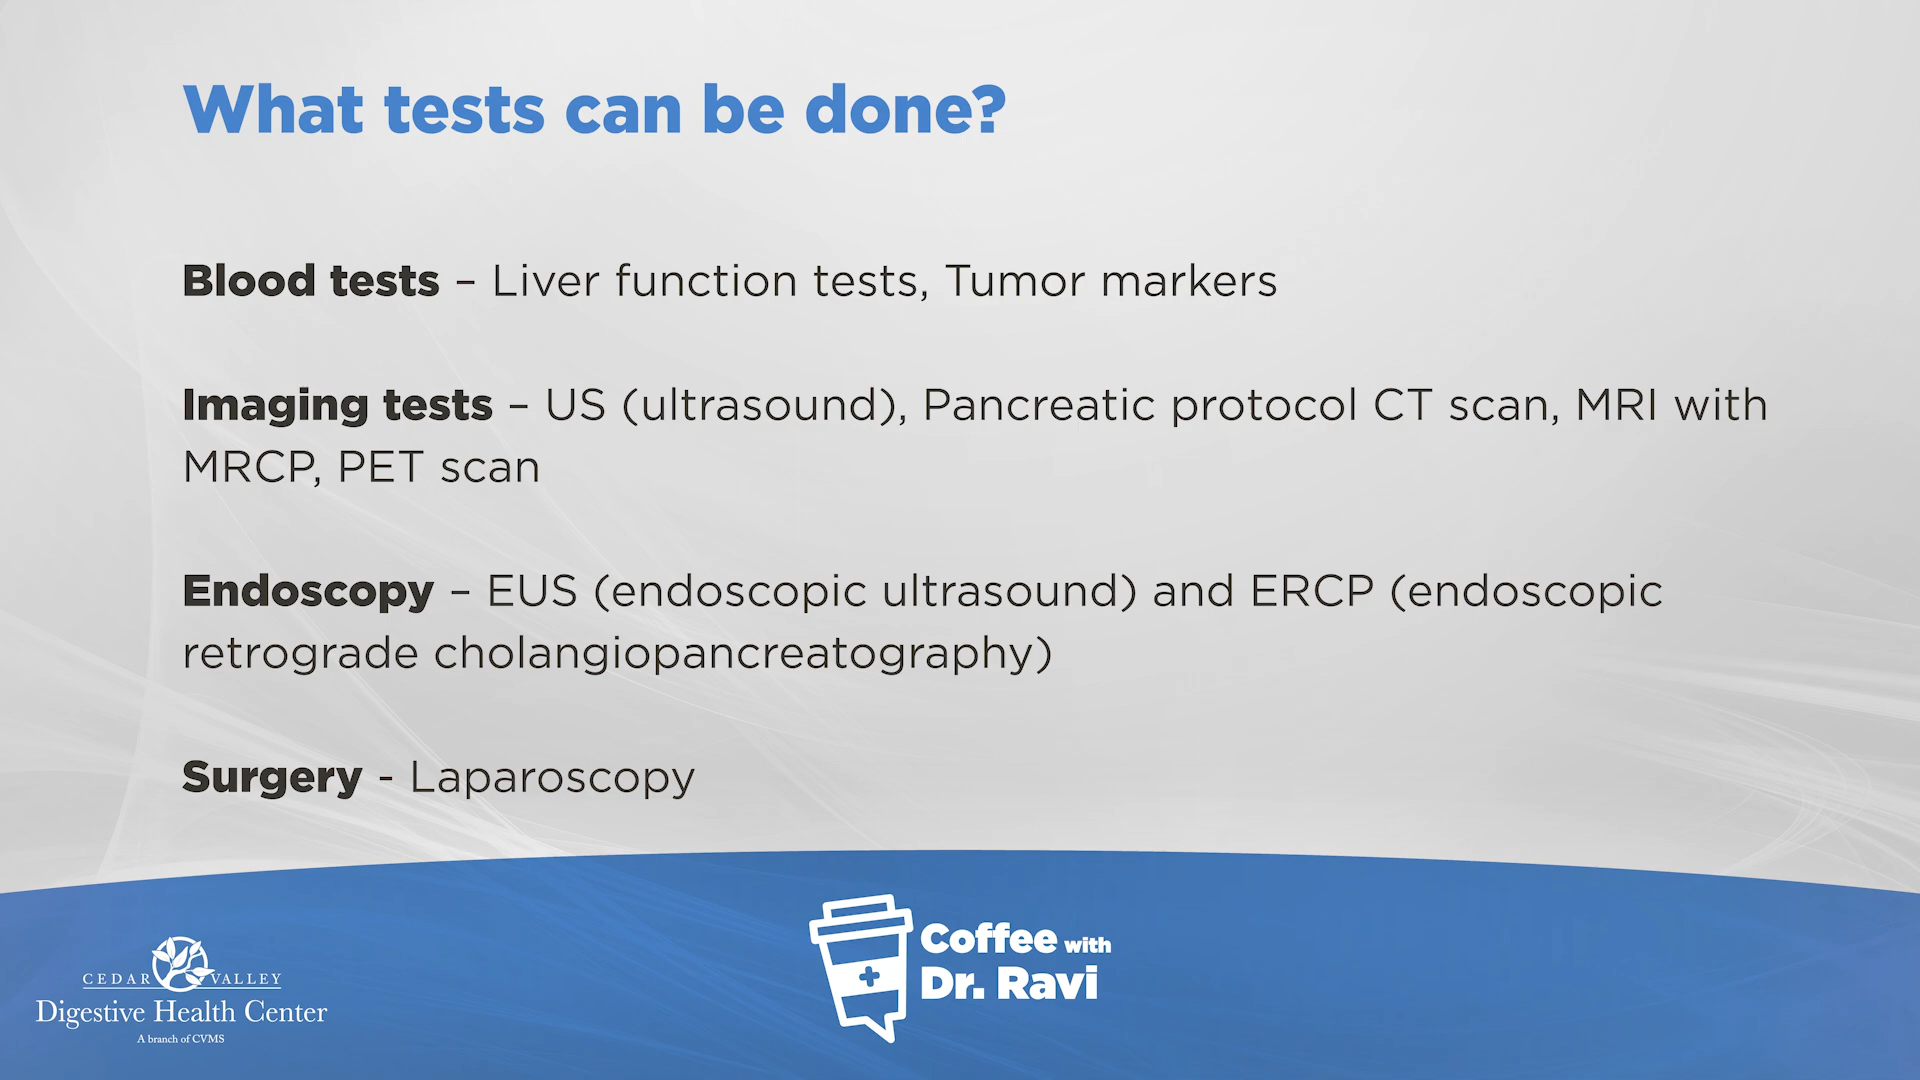 What tests can be done?
Blood tests – Liver function tests, Tumor markers
Imaging tests – US (ultrasound), Pancreatic protocol CT scan, MRI with
MRCP, PET scan
Endoscopy – EUS (endoscopic ultrasound) and ERCP (endoscopic
retrograde cholangiopancreatography)
Surgery - Laparoscopy
CEDAR VALLEY
Digestive Health Center
A branch of CVMS
Coffee with
Dr. Ravi